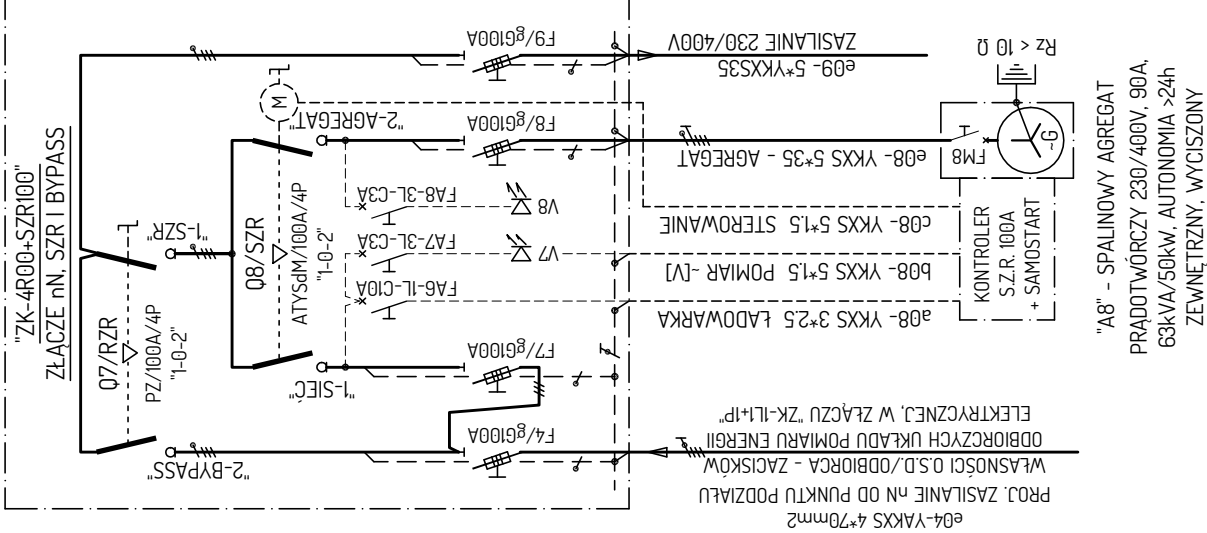 "ZK-4R00+SZR100"
ZŁĄCZE nN, SZR I BYPASS
Q7/RZR
PZ/100A/4P
"1-0-2"
"2-BYPASS"
"1-SZR"
Q8/SZR
ATYSdM/100A/4P
"1-0-2"
"1-SIEĆ"
"2-AGREGAT"
M
F4/gG100A
F7/gG100A
FA6-1L-C10A
FA7-3L-C3A
V7
FA8-3L-C3A
V8
F8/gG100A
F9/gG100A
e04-YAKXS 4*70mm2
PROJ. ZASILANIE nN OD PUNKTU PODZIAŁU
WŁASNOŚCI O.S.D./ODBIORCA - ZACISKÓW
ODBIORCZYCH UKŁADU POMIARU ENERGII
ELEKTRYCZNEJ, W ZŁĄCZU "ZK-1L1+1P"
a08- YKXS 3*2.5 ŁADOWARKA
b08- YKXS 5*1.5 POMIAR ~[V]
c08- YKXS 5*1.5 STEROWANIE
e08- YKXS 5*35 - AGREGAT
e09- 5*YKXS35
ZASILANIE 230/400V
KONTROLER
S.Z.R. 100A
+ SAMOSTART
FM8
~G
Rz < 10 Ω
"A8" - SPALINOWY AGREGAT
PRĄDOTWÓRCZY 230/400V, 90A,
63kVA/50kW, AUTONOMIA >24h
ZEWNĘTRZNY, WYCISZONY